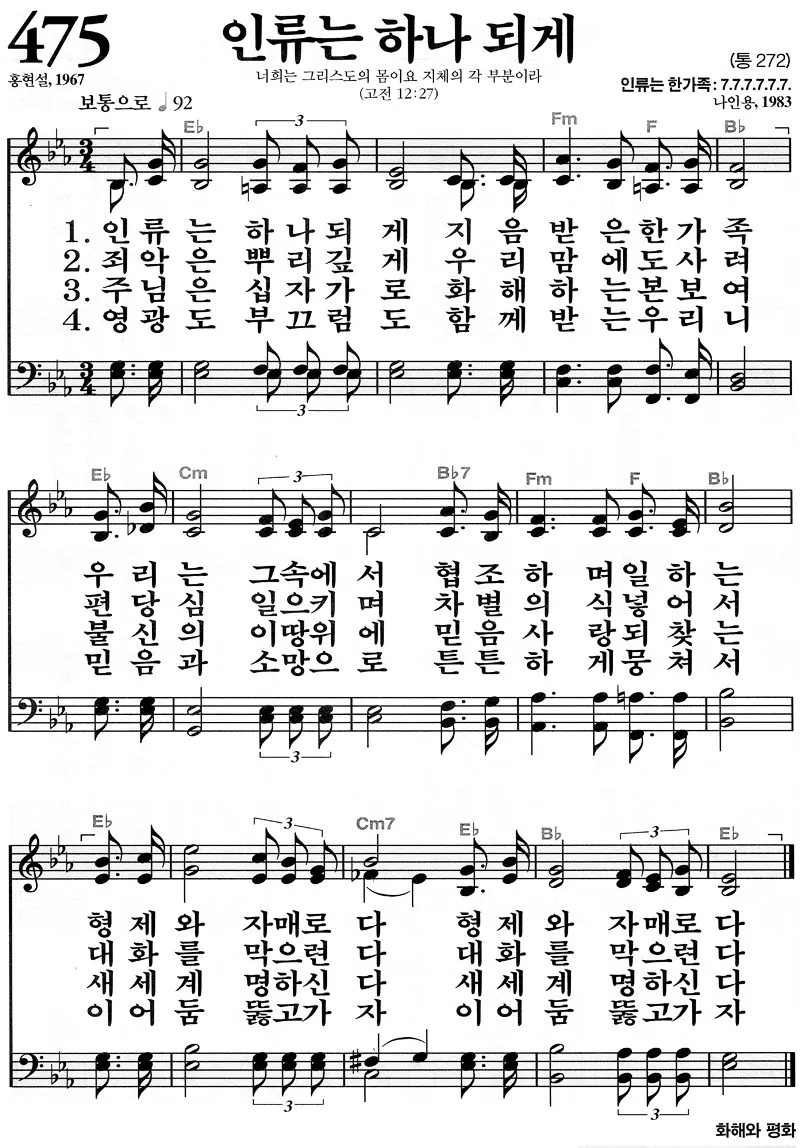 475
인류는 하나 되게
홍현설, 1967
너희는 그리스도의 몸이요 지체의 각 부분이라
(고전 12:27)
(통 272)
인류는 한가족: 7.7.7.7.7.7.
나인용, 1983
보통으로 ♩92
E♭ Fm F B♭
3
1. 인 류 는 하 나 되 게 지 음 받 은 한 가 족
2. 죄 악 은 뿌 리 깊 게 우 리 맘 에 도 사 려
3. 주 님 은 십 자 가 로 화 해 하 는 본 보 여
4. 영 광 도 부 끄 럼 도 함 께 받 는 우 리 니
3
E♭ Cm B♭7 Fm F B♭
3
우 리 는 그 속 에 서 협 조 하 며 일 하 는
편 당 심 일 으 키 며 차 별 의 식 넣 어 서
불 신 의 이 땅 위 에 믿 음 사 랑 되 찾 는
믿 음 과 소 망 으 로 튼 튼 하 게 뭉 쳐 서
3
E♭ Cm7 E♭ B♭ E♭
3 3
형 제 와 자 매 로 다 형 제 와 자 매 로 다
대 화 를 막 으 련 다 대 화 를 막 으 련 다
새 세 계 명 하 신 다 새 세 계 명 하 신 다
이 어 둠 뚫 고 가 자 이 어 둠 뚫 고 가 자
3 3
화해와 평화